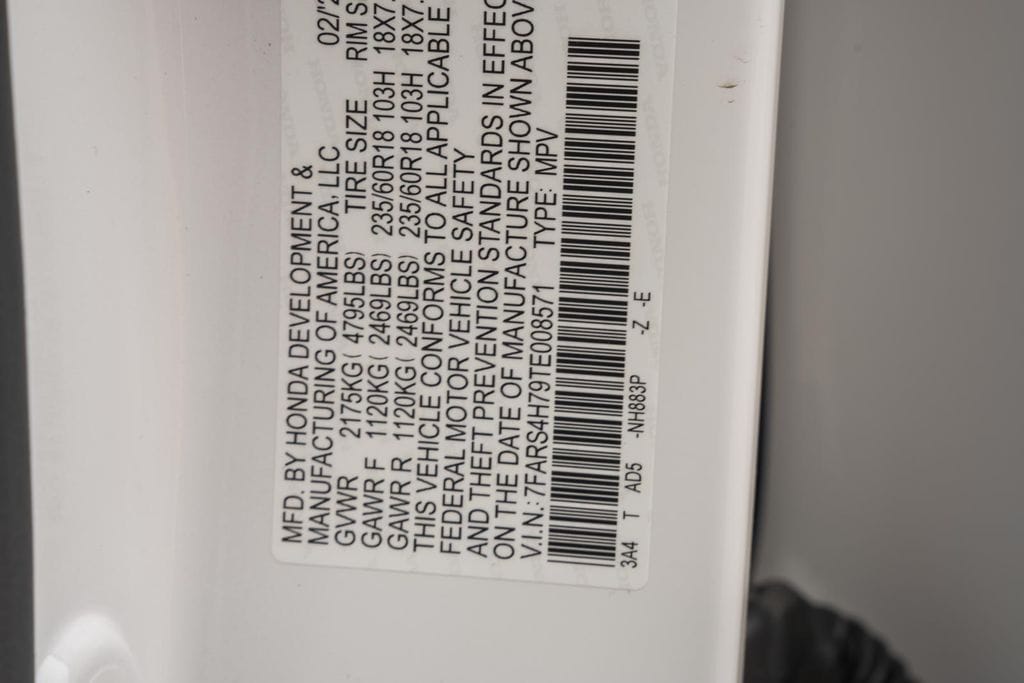 MFD. BY HONDA DEVELOPMENT &
MANUFACTURING OF AMERICA, LLC 02/
GVWR 2175KG( 4795LBS) TIRE SIZE RIM S
GAWR F 1120KG( 2469LBS) 235/60R18 103H 18X7.
GAWR R 1120KG( 2469LBS) 235/60R18 103H 18X7.
THIS VEHICLE CONFORMS TO ALL APPLICABLE
FEDERAL MOTOR VEHICLE SAFETY
AND THEFT PREVENTION STANDARDS IN EFFEC
ON THE DATE OF MANUFACTURE SHOWN ABOV
V.I.N.: 7FARS4H79TE008571 TYPE: MPV
3A4 T AD5 -NH883P -Z -E